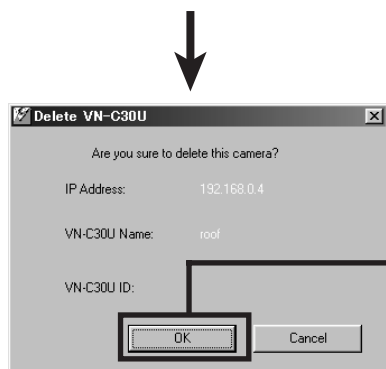 Delete VN-C30U
Are you sure to delete this camera?
IP Address: 192.168.0.4
VN-C30U Name: roof
VN-C30U ID:
OK Cancel